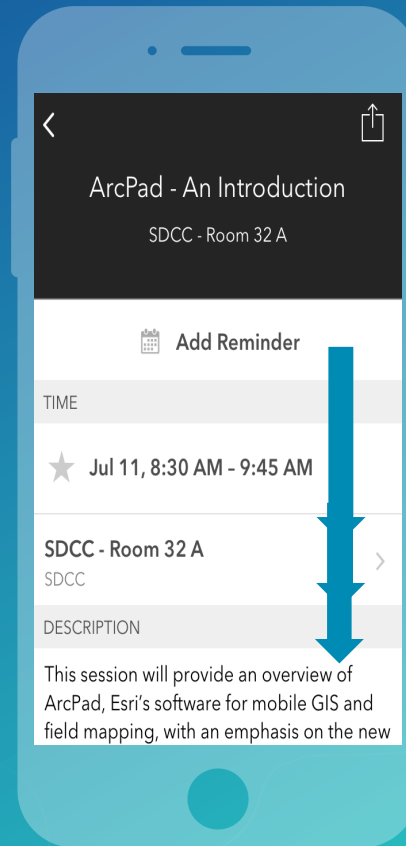 ArcPad - An Introduction
SDCC - Room 32 A
Add Reminder
TIME
Jul 11, 8:30 AM – 9:45 AM
SDCC - Room 32 A
SDCC
DESCRIPTION
This session will provide an overview of
ArcPad, Esri’s software for mobile GIS and
field mapping, with an emphasis on the new